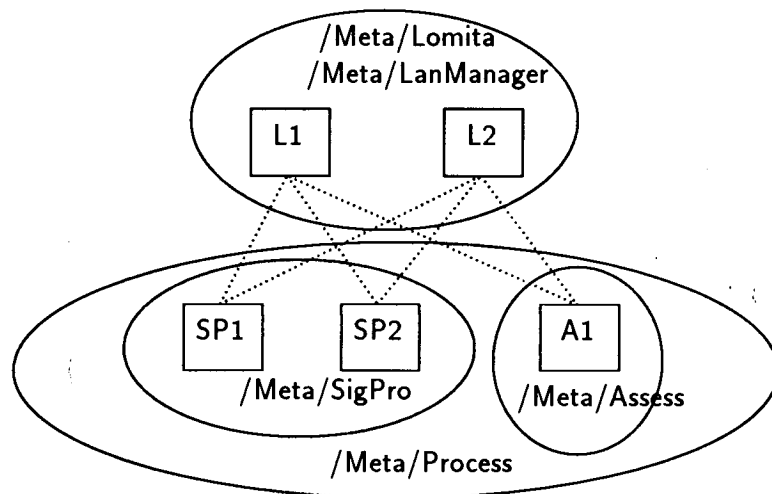 /Meta/Lomita
/Meta/LanManager
L1 L2
SP1 SP2 A1
/Meta/SigPro
/Meta/Assess
/Meta/Process